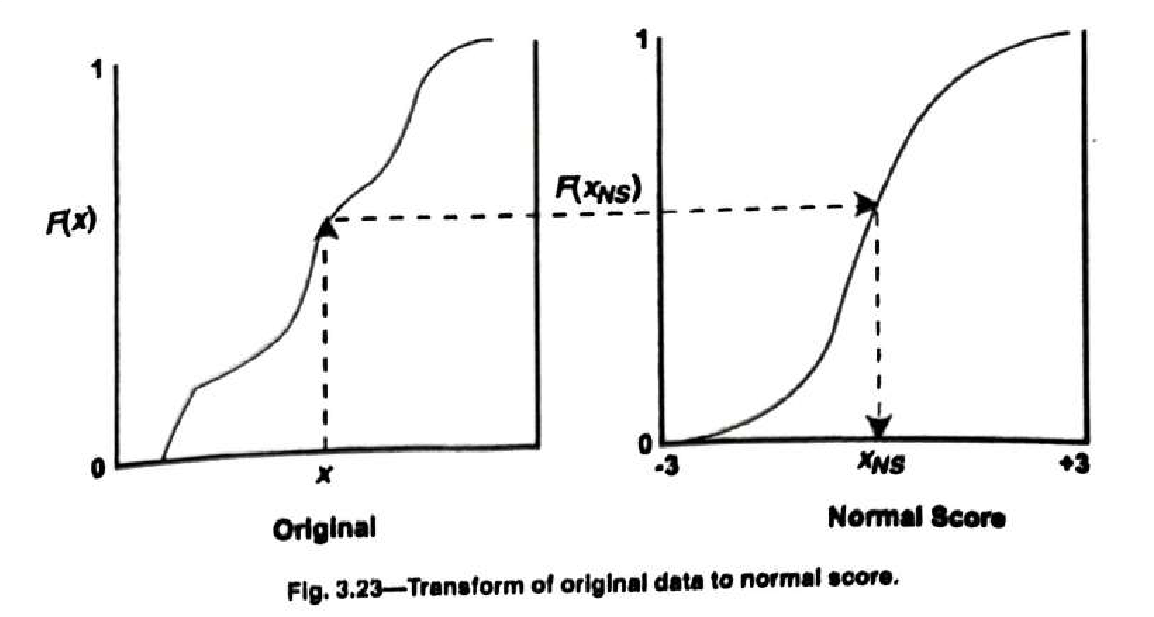 1
F(x)
0
x
Original
F(xNS)
1
0
-3
xNS
+3
Normal Score
Fig. 3.23—Transform of original data to normal score.